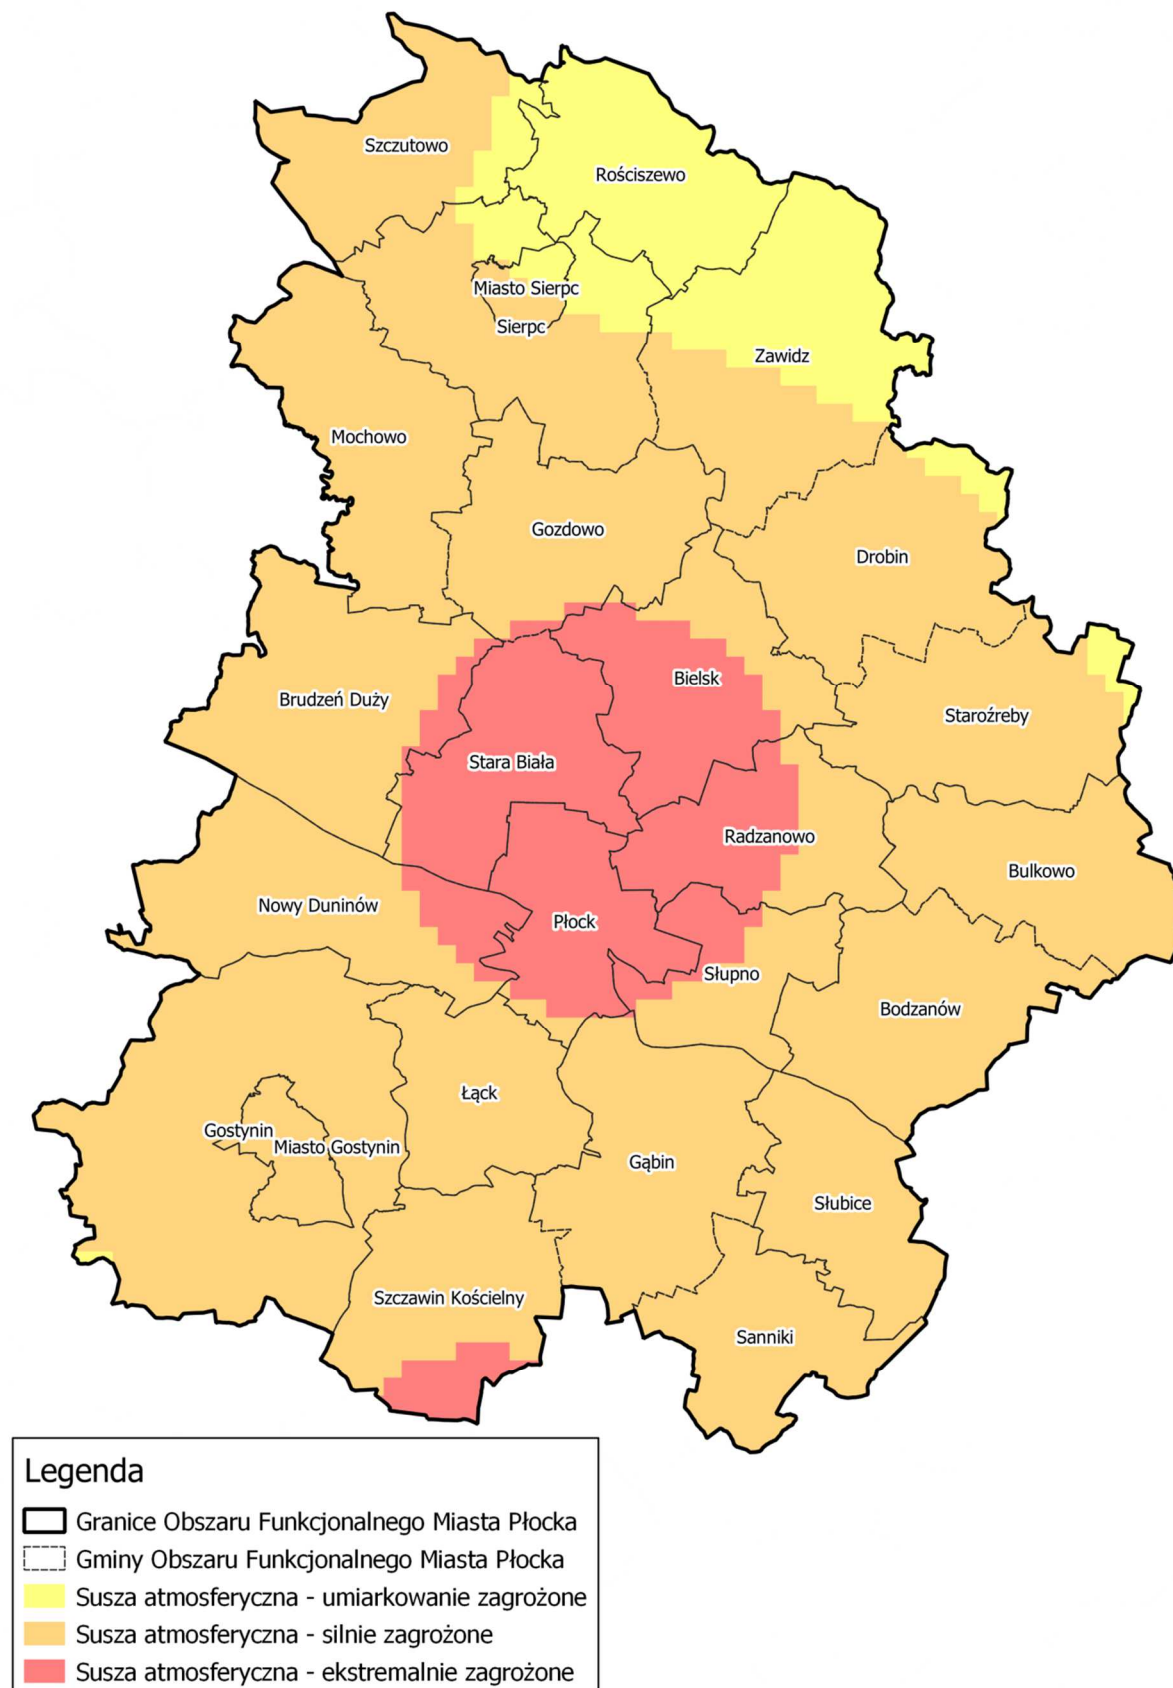 Szczutowo
Rościszewo
Miasto Sierpc
Sierpc
Zawidz
Mochowo
Gozdowo
Drobin
Bielsk
Brudzeń Duży
Staroźreby
Stara Biała
Radzanowo
Bulkowo
Nowy Duninów
Płock
Słupno
Bodzanów
Łąck
Gostynin
Miasto Gostynin
Gąbin
Słubice
Szczawin Kościelny
Sanniki
Legenda
Granice Obszaru Funkcjonalnego Miasta Płocka
Gminy Obszaru Funkcjonalnego Miasta Płocka
Susza atmosferyczna - umiarkowanie zagrożone
Susza atmosferyczna - silnie zagrożone
Susza atmosferyczna - ekstremalnie zagrożone